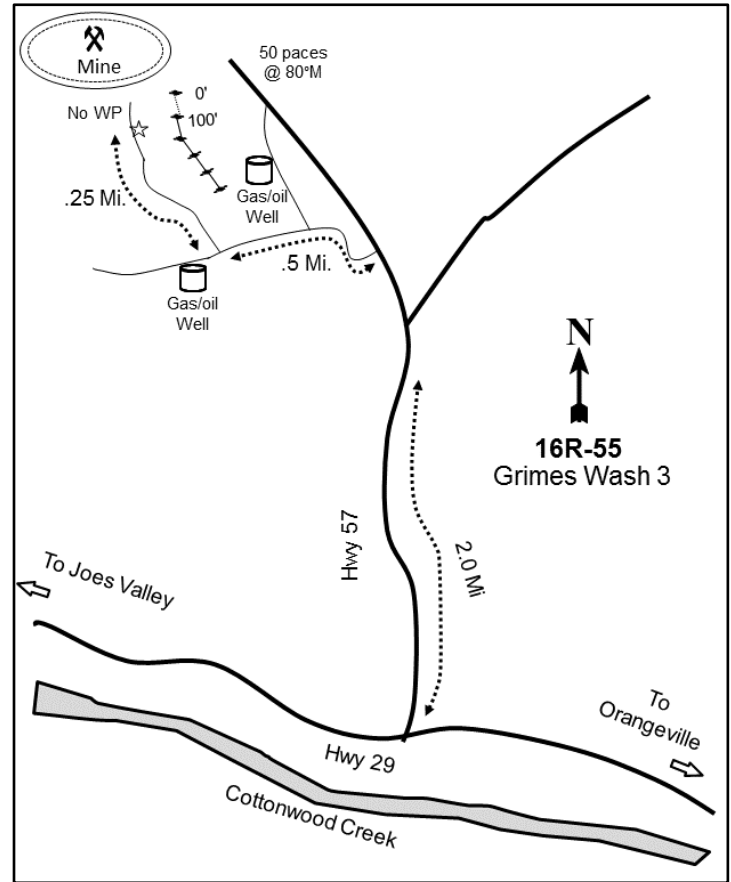 Mine
50 paces
@ 80°M
0'
No WP
100'
Gas/oil
Well
.25 Mi.
.5 Mi.
Gas/oil
Well
N
16R-55
Grimes Wash 3
Hwy 57
2.0 Mi
To Joes Valley
To
Orangeville
Hwy 29
Cottonwood Creek